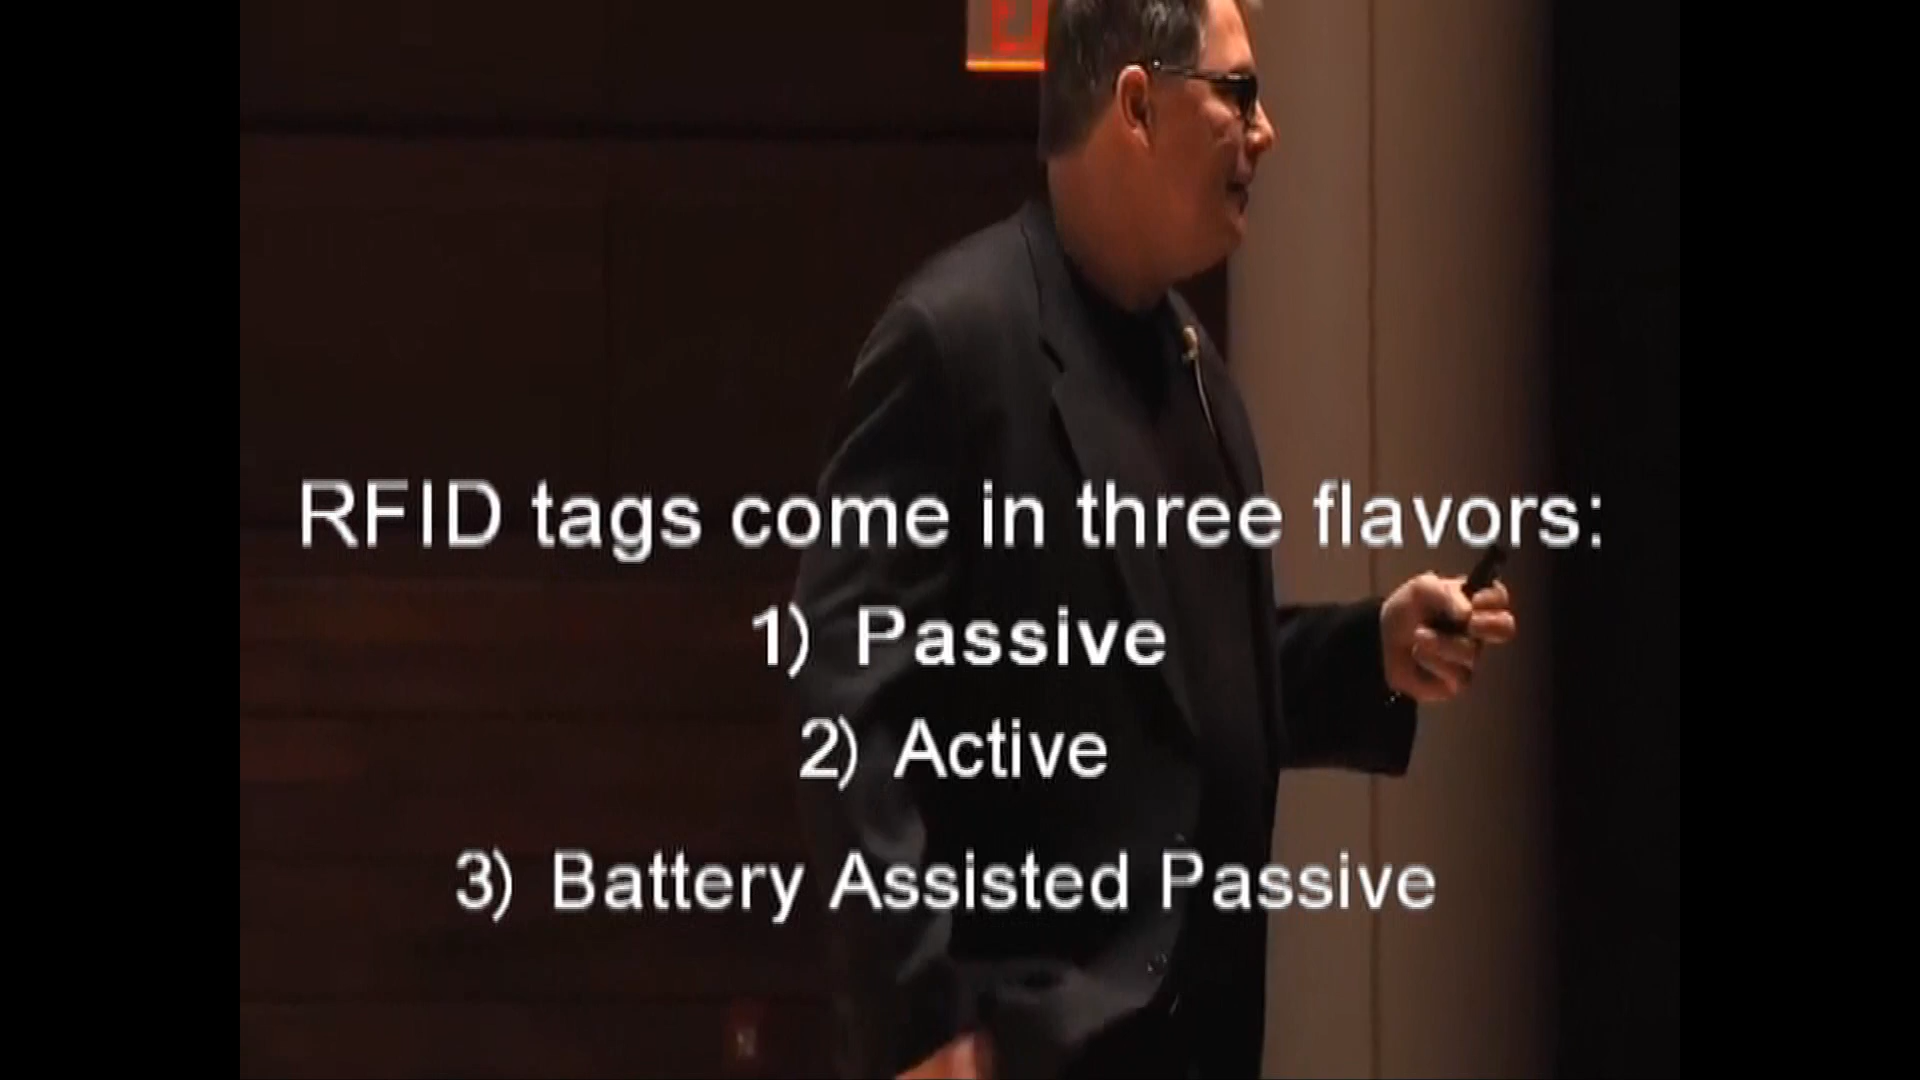 RFID tags come in three flavors:
1) Passive
2) Active
3) Battery Assisted Passive